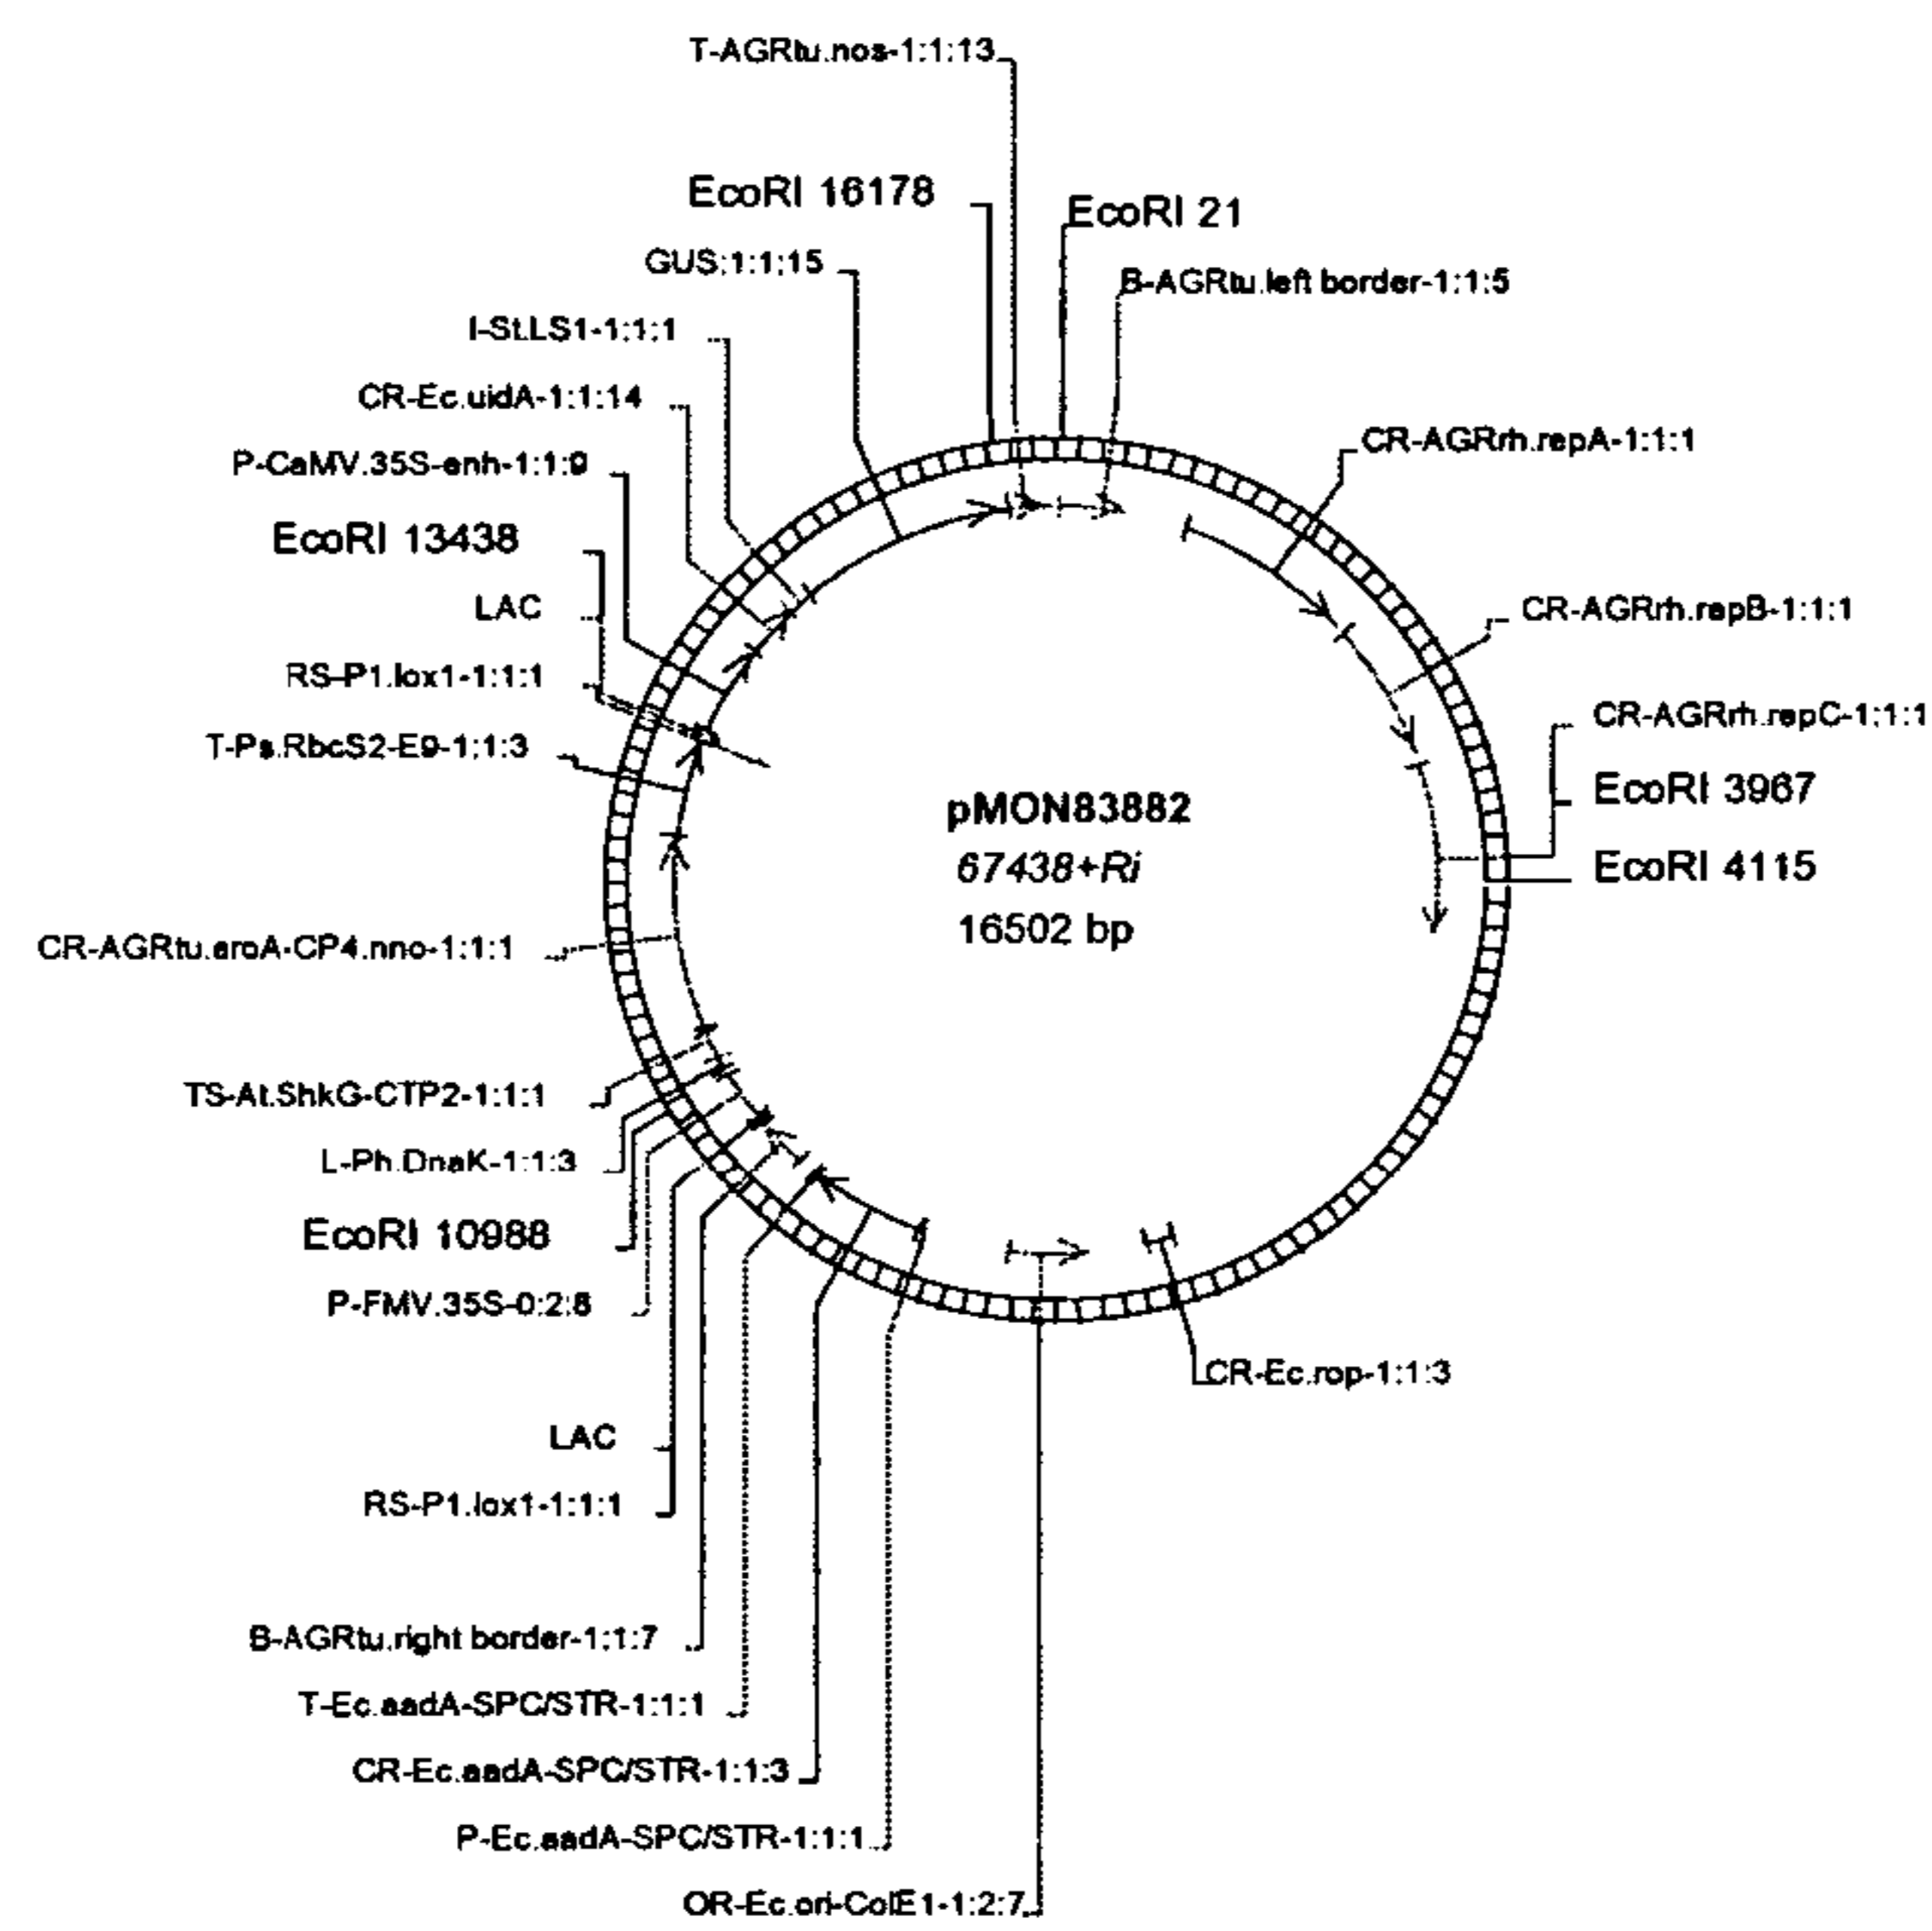 T-AGRtu.nos-1:1:13
EcoRI 16178
EcoRI 21
GUS:1:1:15
B-AGRtu.left border-1:1:5
I-St.LS1-1:1:1
CR-Ec.uidA-1:1:14
CR-AGRrh.repA-1:1:1
P-CaMV.35S-enh-1:1:9
EcoRI 13438
LAC
CR-AGRrh.repB-1:1:1
RS-P1.lox1-1:1:1
CR-AGRrh.repC-1:1:1
T-Ps.RbcS2-E9-1:1:3
EcoRI 3967
pMON83882
67438+Ri
16502 bp
EcoRI 4115
CR-AGRtu.aroA-CP4.nno-1:1:1
TS-At.ShkG-CTP2-1:1:1
L-Ph.DnaK-1:1:3
EcoRI 10988
P-FMV.35S-0:2:8
CR-Ec.rop-1:1:3
LAC
RS-P1.lox1-1:1:1
B-AGRtu.right border-1:1:7
T-Ec.aadA-SPC/STR-1:1:1
CR-Ec.aadA-SPC/STR-1:1:3
P-Ec.aadA-SPC/STR-1:1:1
OR-Ec.ori-ColE1-1:2:7